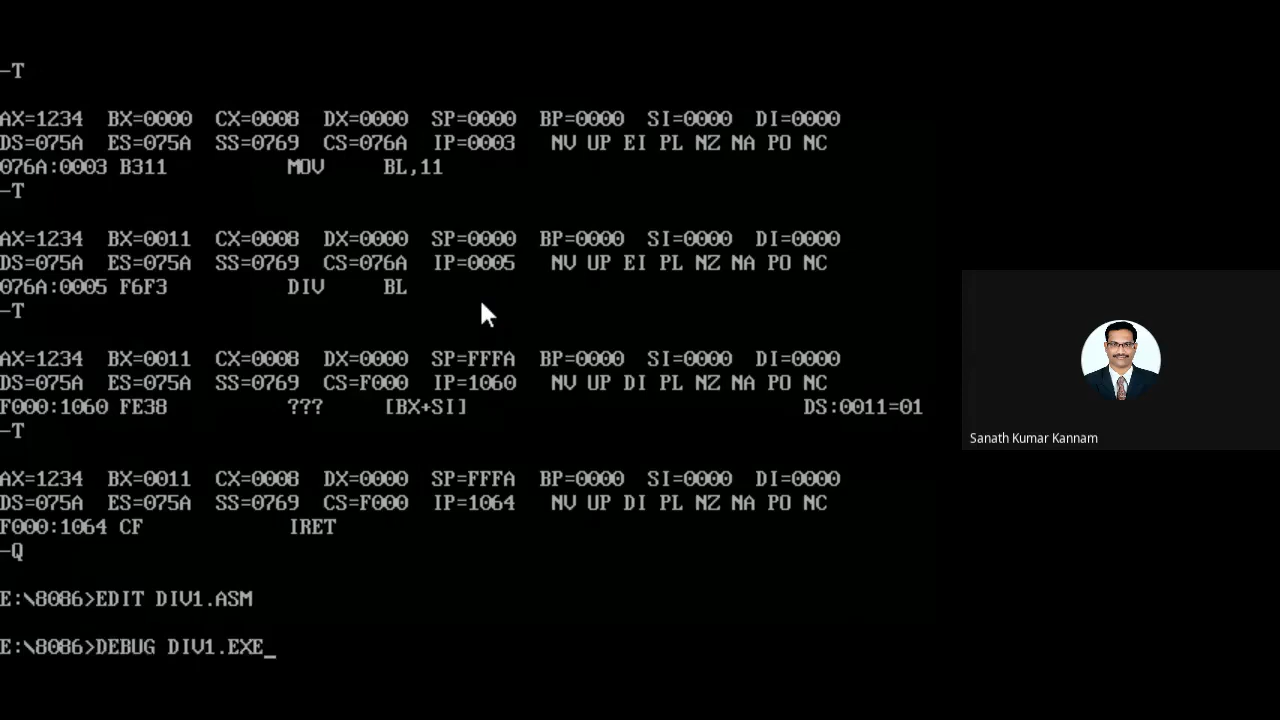 -T
AX=1234 BX=0000 CX=0008 DX=0000 SP=0000 BP=0000 SI=0000 DI=0000
DS=075A ES=075A SS=0769 CS=076A IP=0003 NV UP EI PL NZ NA PO NC
076A:0003 B311 MOV BL,11
-T
AX=1234 BX=0011 CX=0008 DX=0000 SP=0000 BP=0000 SI=0000 DI=0000
DS=075A ES=075A SS=0769 CS=076A IP=0005 NV UP EI PL NZ NA PO NC
076A:0005 F6F3 DIV BL
-T
AX=1234 BX=0011 CX=0008 DX=0000 SP=FFFA BP=0000 SI=0000 DI=0000
DS=075A ES=075A SS=0769 CS=F000 IP=1060 NV UP DI PL NZ NA PO NC
F000:1060 FE38 ??? [BX+SI] DS:0011=01
-T
AX=1234 BX=0011 CX=0008 DX=0000 SP=FFFA BP=0000 SI=0000 DI=0000
DS=075A ES=075A SS=0769 CS=F000 IP=1064 NV UP DI PL NZ NA PO NC
F000:1064 CF IRET
-Q
E:\8086>EDIT DIV1.ASM
E:\8086>DEBUG DIV1.EXE_
Sanath Kumar Kannam